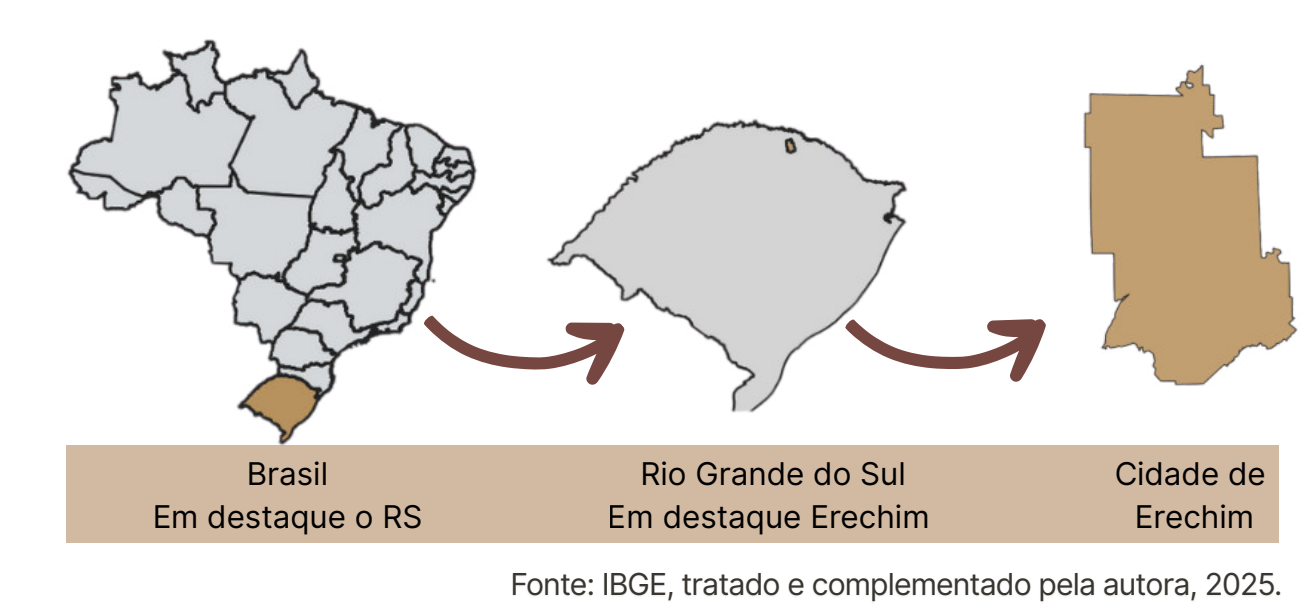 Brasil
Em destaque o RS
Rio Grande do Sul
Em destaque Erechim
Cidade de
Erechim
Fonte: IBGE, tratado e complementado pela autora, 2025.